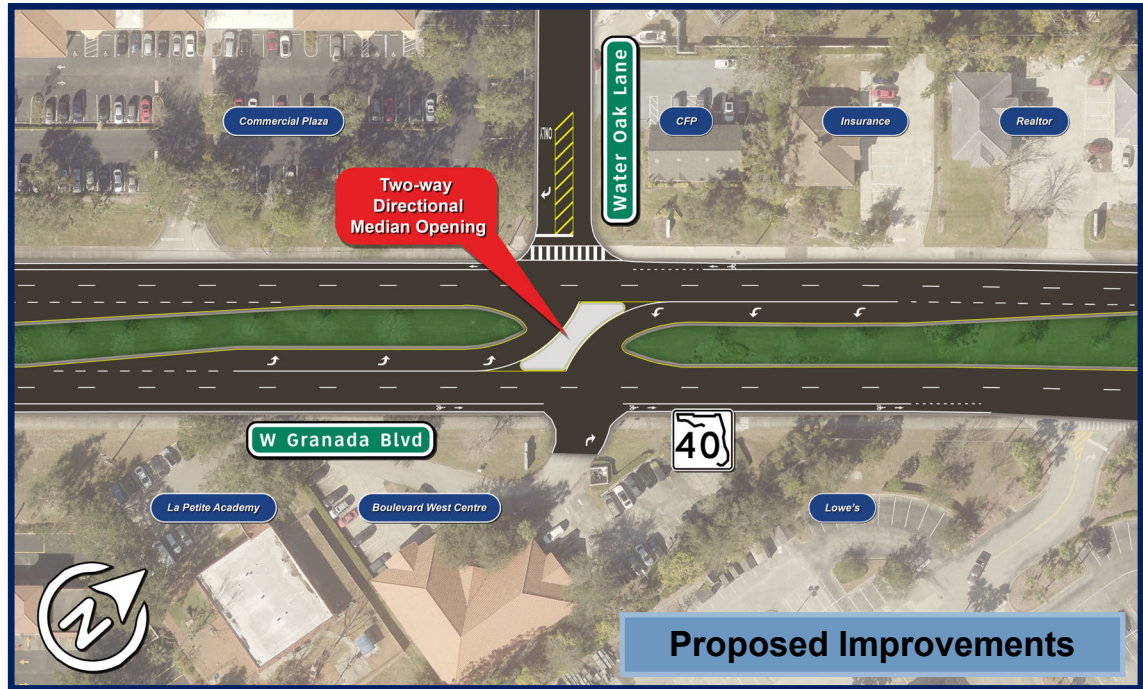 Commercial Plaza
ONLY
Water Oak Lane
CFP
Insurance
Realtor
Two-way
Directional
Median Opening
W Granada Blvd
40
La Petite Academy
Boulevard West Centre
Lowe's
N
Proposed Improvements